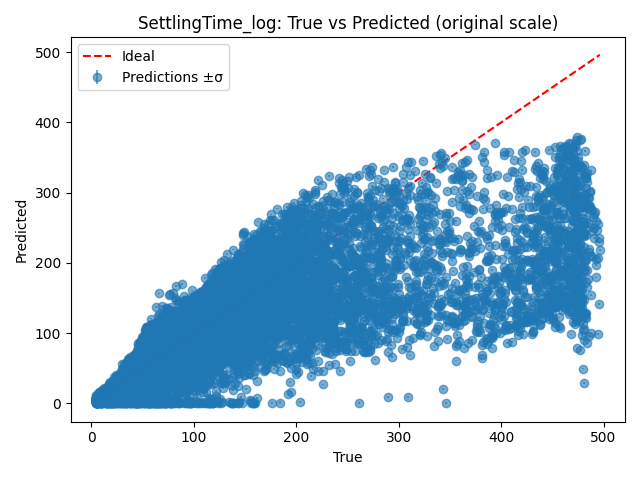 SettlingTime_log: True vs Predicted (original scale)
Ideal
Predictions ±σ
Predicted
500
400
300
200
100
0
0 100 200 300 400 500
True